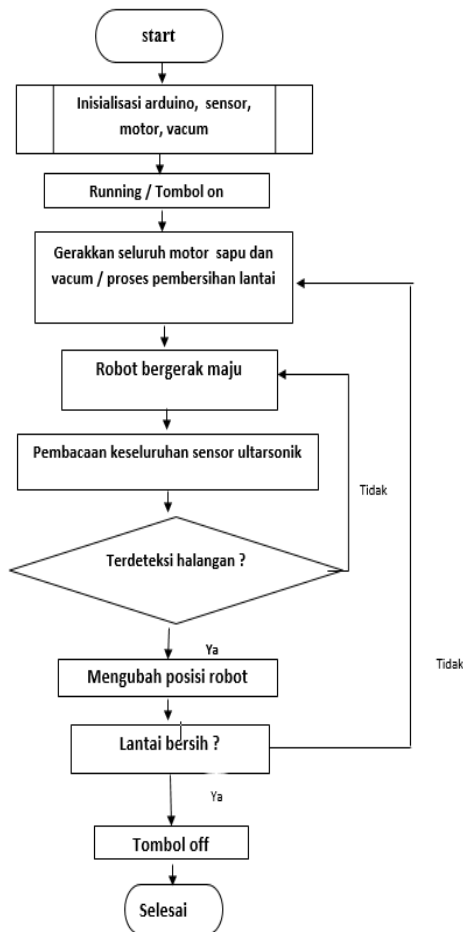 start
Inisialisasi arduino, sensor,
motor, vacum
Running / Tombol on
Gerakkan seluruh motor sapu dan
vacum / proses pembersihan lantai
Robot bergerak maju
Pembacaan keseluruhan sensor ultarsonik
Tidak
Terdeteksi halangan ?
Ya
Mengubah posisi robot
Tidak
Lantai bersih ?
Ya
Tombol off
Selesai